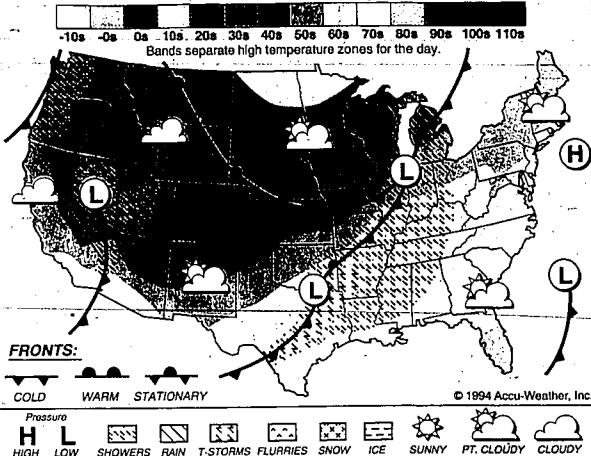 -10s -0s 0s 10s 20s 30s 40s 50s 60s 70s 80s 90s 100s 110s
Bands separate high temperature zones for the day.
L
H
L
L
L
FRONTS:
COLD WARM STATIONARY
© 1994 Accu-Weather, Inc.
Pressure
H L
HIGH LOW SHOWERS RAIN T-STORMS FLURRIES SNOW ICE SUNNY PT. CLOUDY CLOUDY